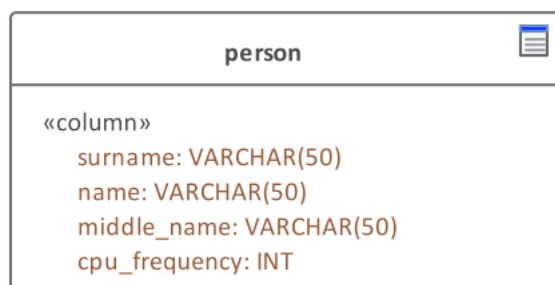 person
«column»
surname: VARCHAR(50)
name: VARCHAR(50)
middle_name: VARCHAR(50)
cpu_frequency: INT